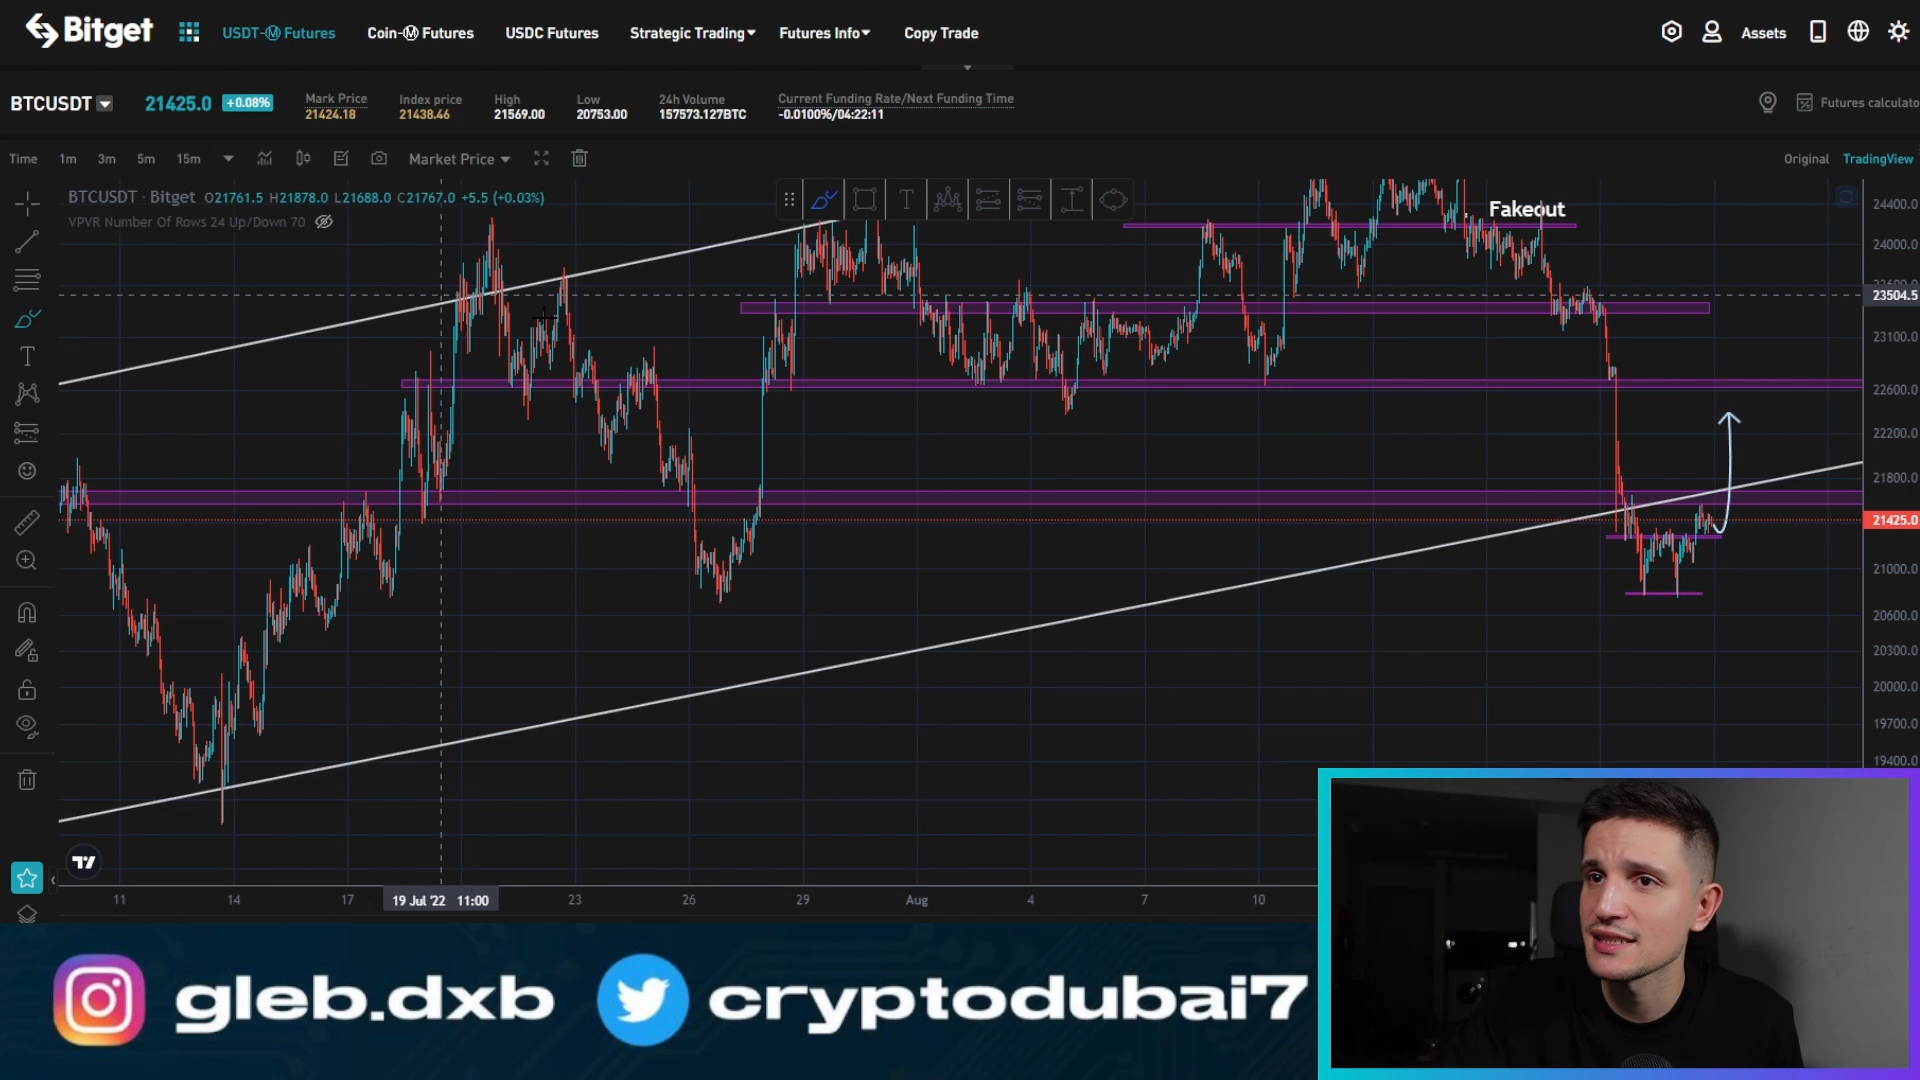 Bitget USDT-Ⓜ Futures Coin-Ⓜ Futures USDC Futures Strategic Trading Futures Info Copy Trade Assets
BTCUSDT 21425.0 +0.08% Mark Price Index price High Low 24h Volume Current Funding Rate/Next Funding Time Futures calculato
21424.18 21438.46 21569.00 20753.00 157573.127BTC -0.0100%/04:22:11
Time 1m 3m 5m 15m Market Price Original TradingView
BTCUSDT · Bitget O21761.5 H21878.0 L21688.0 C21767.0 +5.5 (+0.03%)
VPVR Number Of Rows 24 Up/Down 70
Fakeout
24400.0
24000.0
23504.5
23100.0
22600.0
22200.0
21800.0
21425.0
21000.0
20600.0
20300.0
20000.0
19700.0
19400.0
11 14 17 19 Jul '22 11:00 23 26 29 Aug 4 7 10
gleb.dxb cryptodubai7